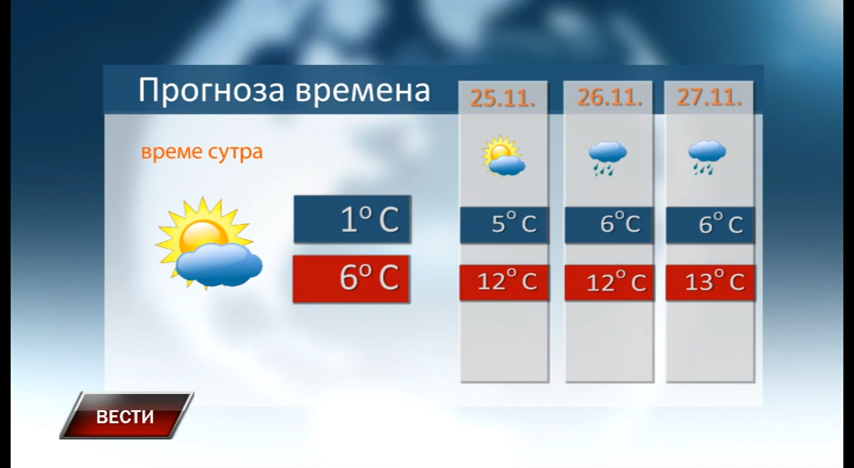 Прогноза времена
време сутра
1° C
6° C
25.11.
5° C
12° C
26.11.
6°C
12° C
27.11.
6° C
13° C
ВЕСТИ